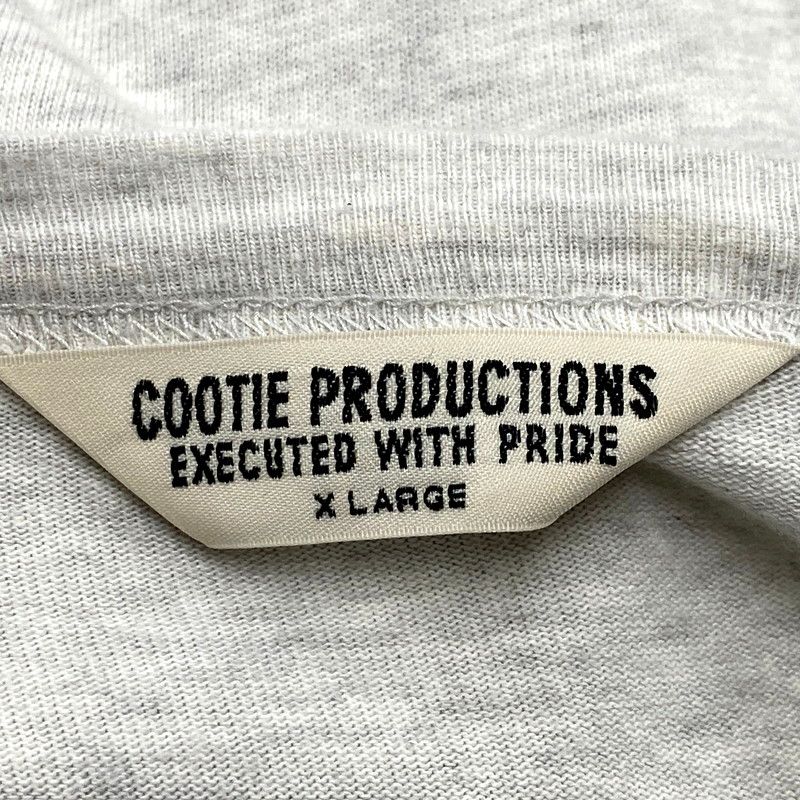 COOTIE PRODUCTIONS
EXECUTED WITH PRIDE
X LARGE